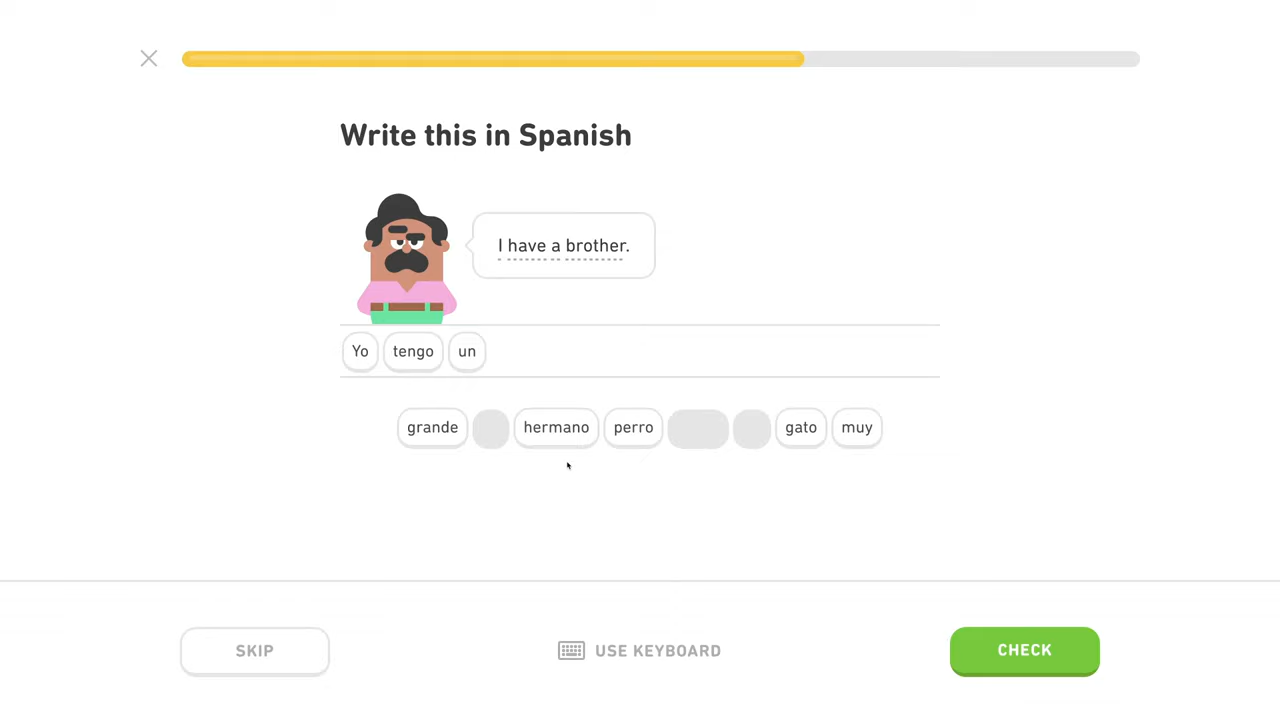 Write this in Spanish
I have a brother.
Yo tengo un
grande hermano perro gato muy
SKIP USE KEYBOARD CHECK